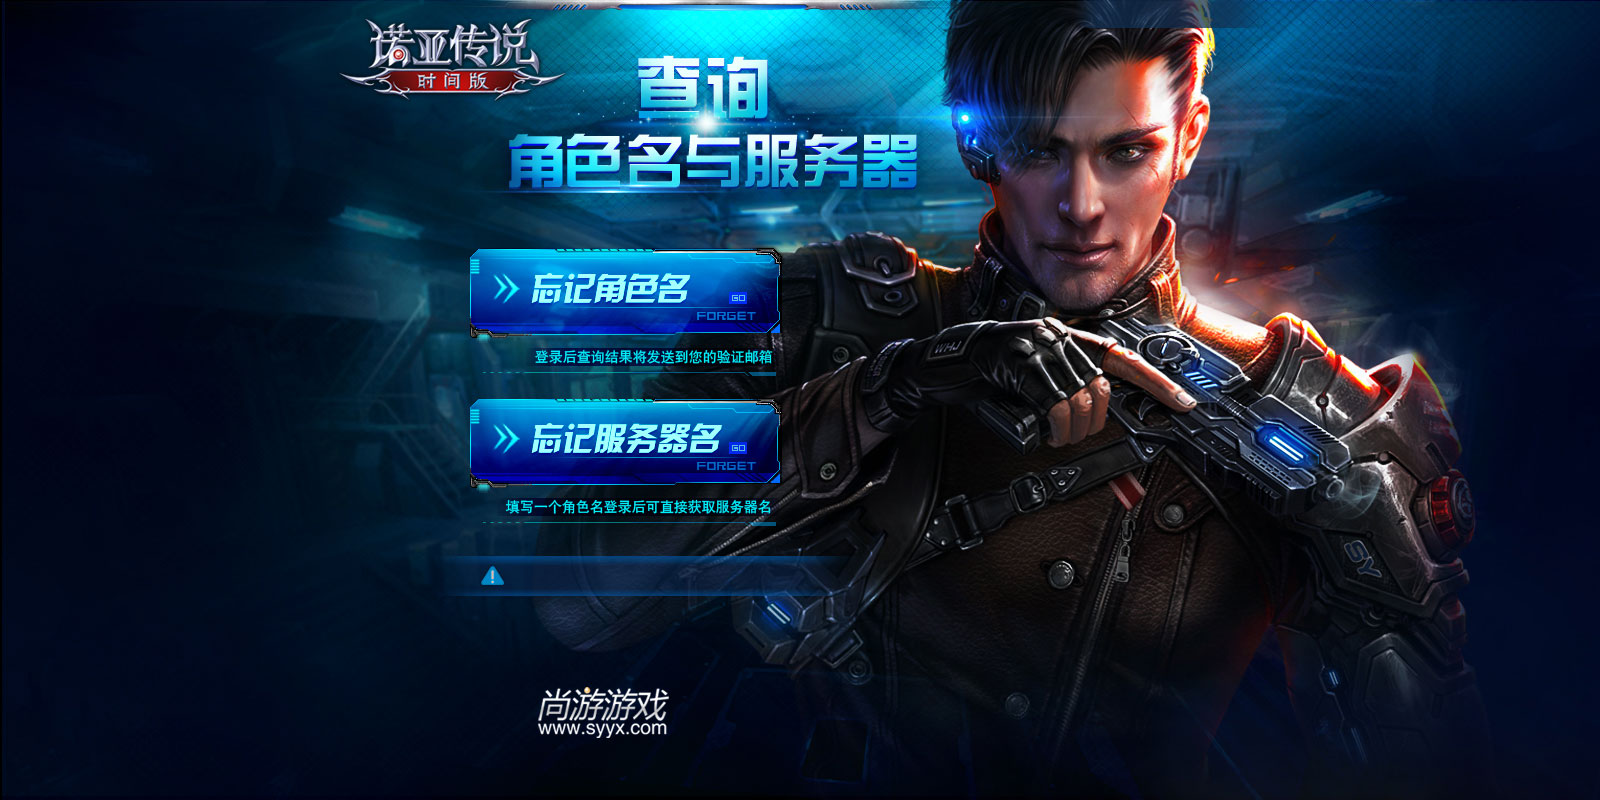 诺亚传说
时间版
查询
角色名与服务器
忘记角色名
GO
FORGET
登录后查询结果将发送到您的验证邮箱
忘记服务器名
GO
FORGET
填写一个角色名登录后可直接获取服务器名
WHJ
SY
尚游游戏
www.syyx.com